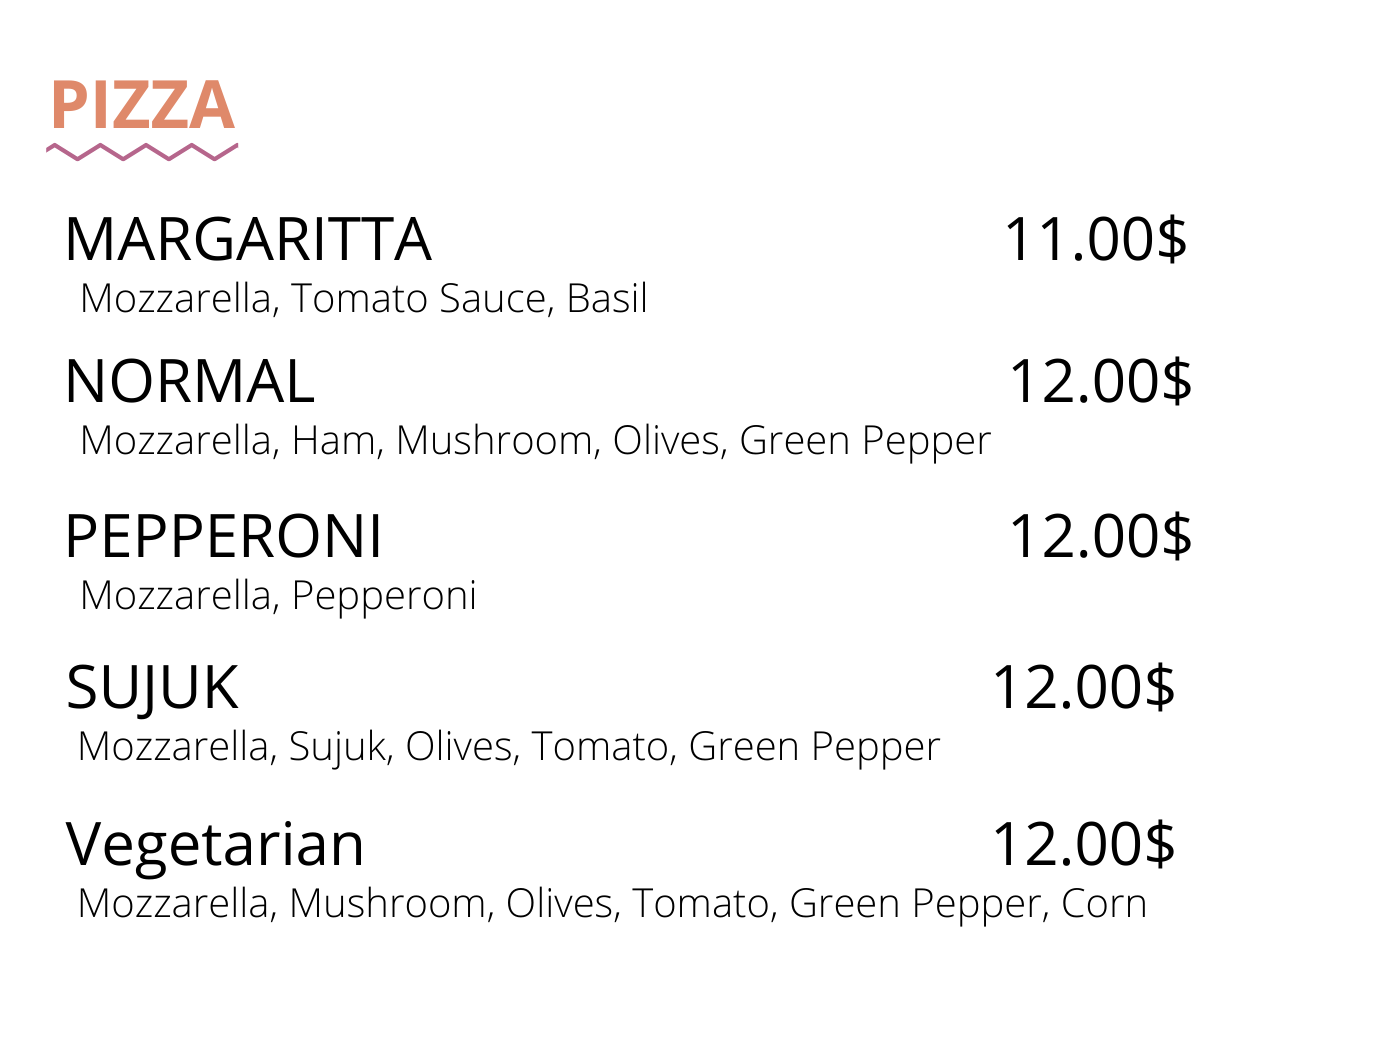 PIZZA
MARGARITTA 11.00$
Mozzarella, Tomato Sauce, Basil
NORMAL 12.00$
Mozzarella, Ham, Mushroom, Olives, Green Pepper
PEPPERONI 12.00$
Mozzarella, Pepperoni
SUJUK 12.00$
Mozzarella, Sujuk, Olives, Tomato, Green Pepper
Vegetarian 12.00$
Mozzarella, Mushroom, Olives, Tomato, Green Pepper, Corn